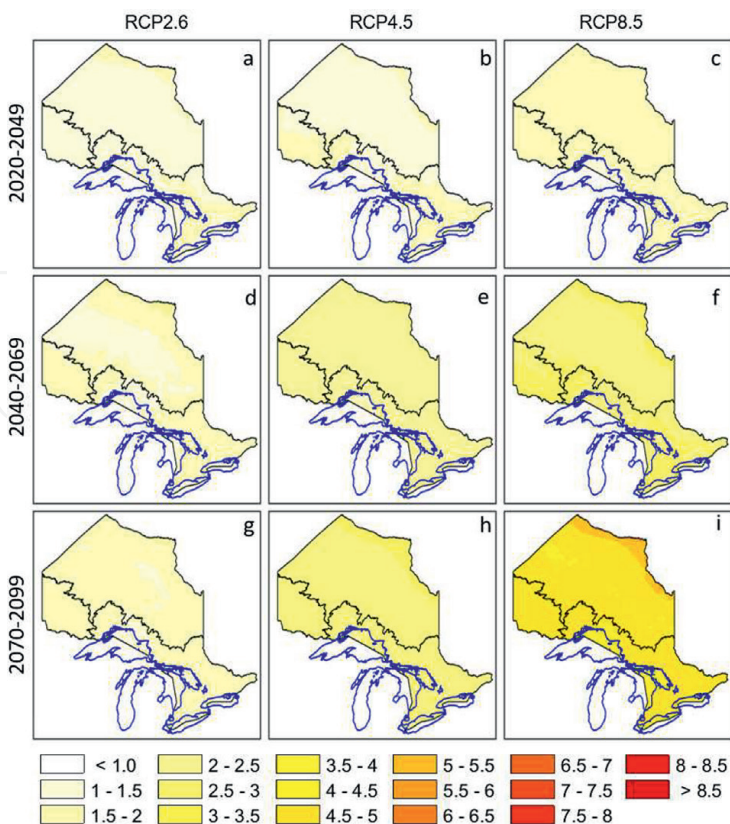 RCP2.6 RCP4.5 RCP8.5
2020-2049
a b c
2040-2069
d e f
2070-2099
g h i
< 1.0 2 - 2.5 3.5 - 4 5 - 5.5 6.5 - 7 8 - 8.5
1 - 1.5 2.5 - 3 4 - 4.5 5.5 - 6 7 - 7.5 > 8.5
1.5 - 2 3 - 3.5 4.5 - 5 6 - 6.5 7.5 - 8